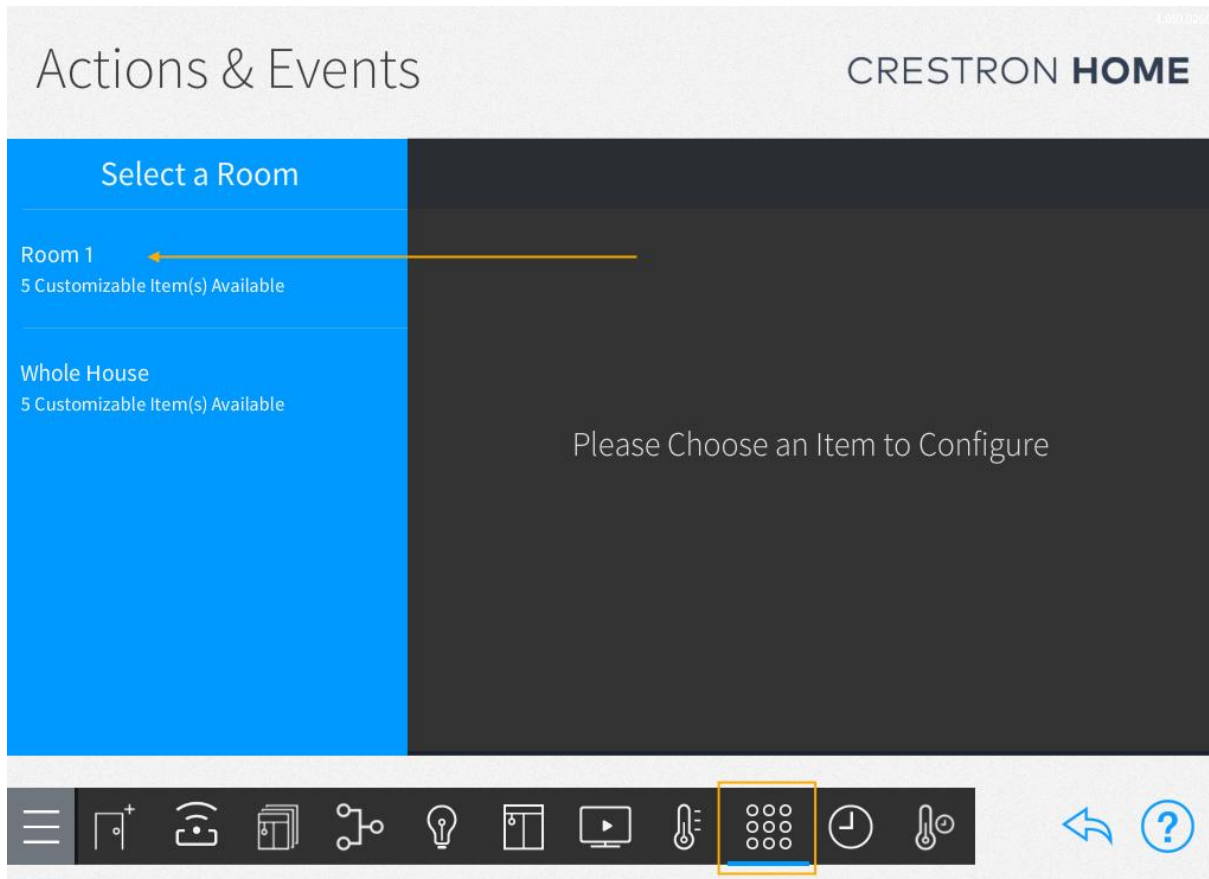 Actions & Events
CRESTRON HOME
Select a Room
Room 1
5 Customizable Item(s) Available
Whole House
5 Customizable Item(s) Available
Please Choose an Item to Configure
?